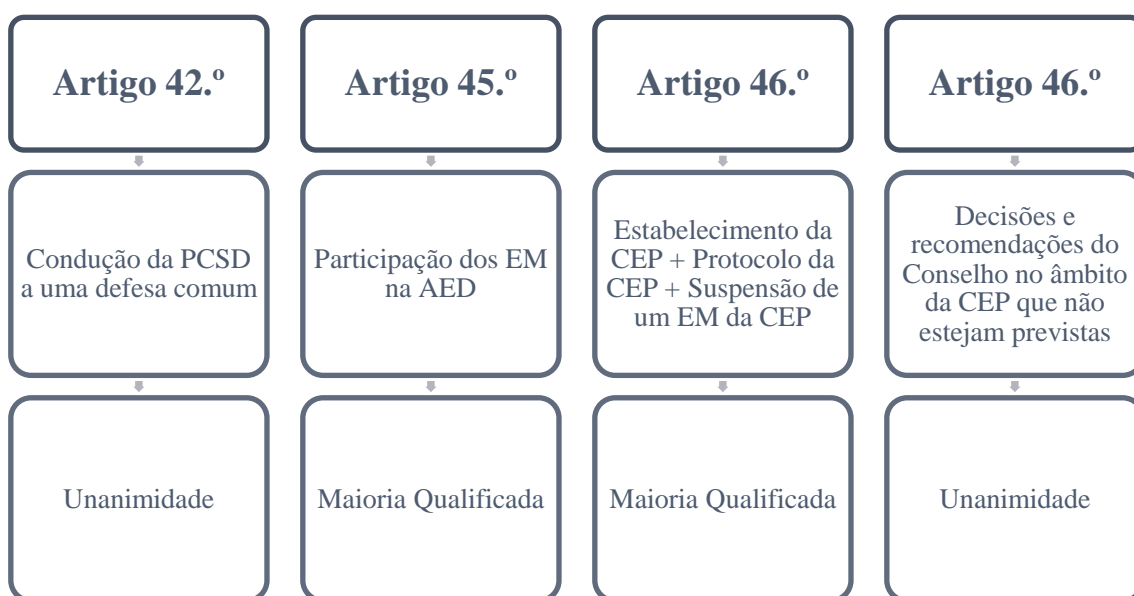 Artigo 42.º
Condução da PCSD
a uma defesa comum
Unanimidade
Artigo 45.º
Participação dos EM
na AED
Maioria Qualificada
Artigo 46.º
Estabelecimento da
CEP + Protocolo da
CEP + Suspensão de
um EM da CEP
Maioria Qualificada
Artigo 46.º
Decisões e
recomendações do
Conselho no âmbito
da CEP que não
estejam previstas
Unanimidade